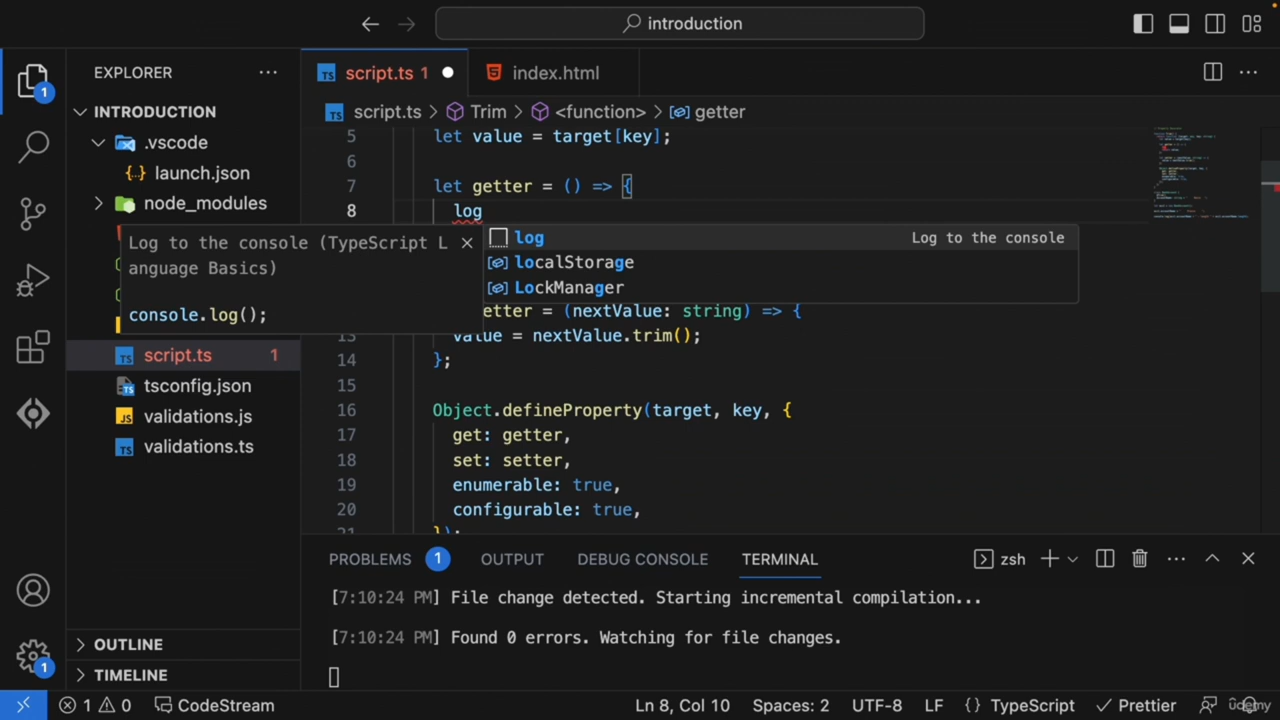 introduction
EXPLORER
script.ts 1
index.html
INTRODUCTION
script.ts > Trim > <function> > getter
.vscode
launch.json
node_modules
script.ts 1
tsconfig.json
validations.js
validations.ts
OUTLINE
TIMELINE
5 let value = target[key];
6
7 let getter = () => {
8 log
Log to the console (TypeScript L
anguage Basics)
console.log();
log Log to the console
localStorage
LockManager
etter = (nextValue: string) => {
13 value = nextValue.trim();
14 };
15
16 Object.defineProperty(target, key, {
17 get: getter,
18 set: setter,
19 enumerable: true,
20 configurable: true,
21 });
PROBLEMS 1 OUTPUT DEBUG CONSOLE TERMINAL zsh
[7:10:24 PM] File change detected. Starting incremental compilation...
[7:10:24 PM] Found 0 errors. Watching for file changes.
1 0 CodeStream Ln 8, Col 10 Spaces: 2 UTF-8 LF {} TypeScript Prettier
udemy